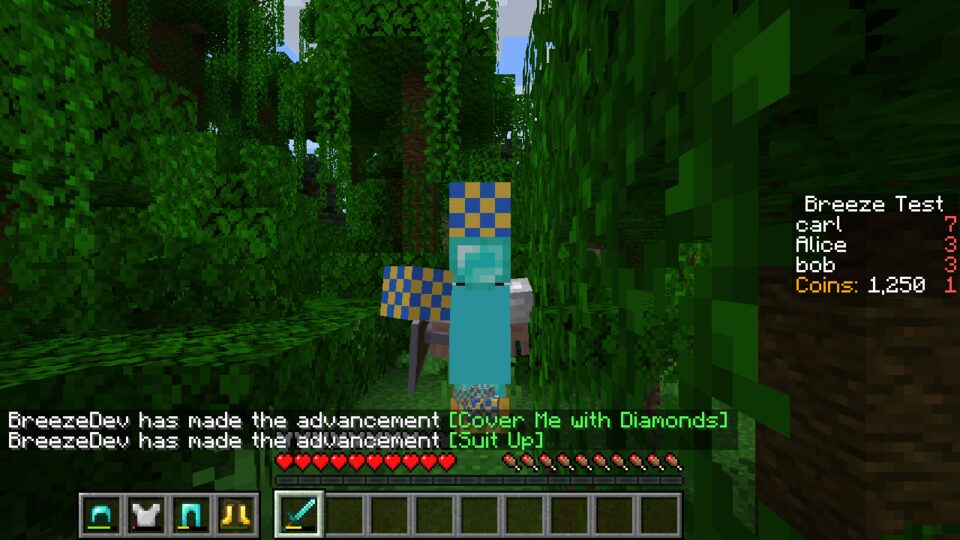 Breeze Test
carl 7
Alice 3
bob 3
Coins: 1,250 1
BreezeDev has made the advancement [Cover Me with Diamonds]
BreezeDev has made the advancement [Suit Up]